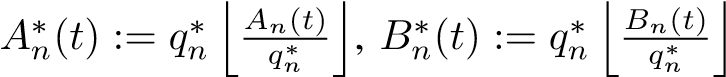 $A_n^*(t) := q_n^* \left\lfloor \frac{A_n(t)}{q_n^*} \right\rfloor, \, B_n^*(t) := q_n^* \left\lfloor \frac{B_n(t)}{q_n^*} \right\rfloor$